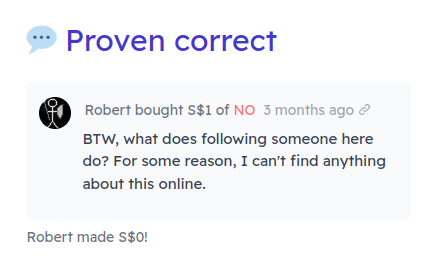 Proven correct
Robert bought S$1 of NO 3 months ago
BTW, what does following someone here
do? For some reason, I can't find anything
about this online.
Robert made S$0!